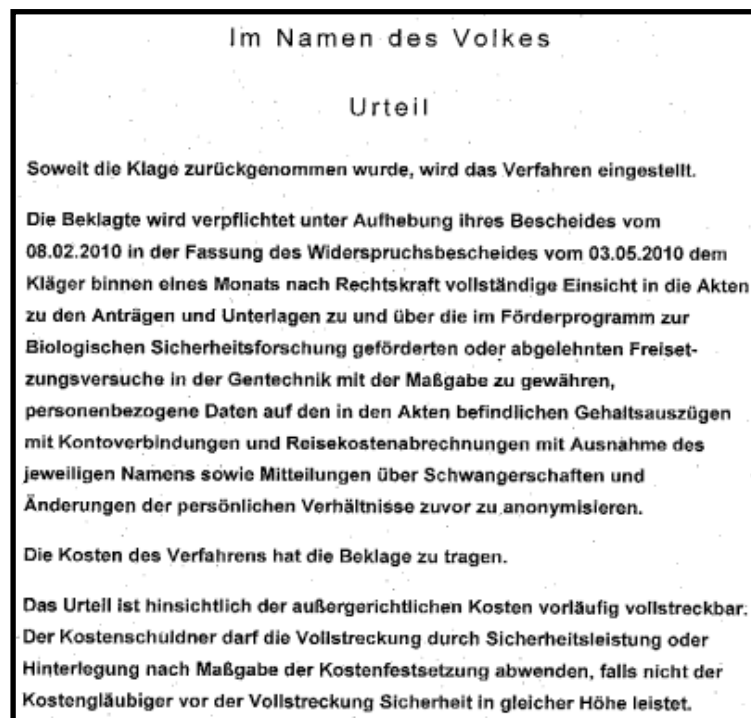 Im Namen des Volkes
Urteil
Soweit die Klage zurückgenommen wurde, wird das Verfahren eingestellt.
Die Beklagte wird verpflichtet unter Aufhebung ihres Bescheides vom
08.02.2010 in der Fassung des Widerspruchsbescheides vom 03.05.2010 dem
Kläger binnen eines Monats nach Rechtskraft vollständige Einsicht in die Akten
zu den Anträgen und Unterlagen zu und über die im Förderprogramm zur
Biologischen Sicherheitsforschung geförderten oder abgelehnten Freiset-
zungsversuche in der Gentechnik mit der Maßgabe zu gewähren,
personenbezogene Daten auf den in den Akten befindlichen Gehaltsauszügen
mit Kontoverbindungen und Reisekostenabrechnungen mit Ausnahme des
jeweiligen Namens sowie Mitteilungen über Schwangerschaften und
Änderungen der persönlichen Verhältnisse zuvor zu anonymisieren.
Die Kosten des Verfahrens hat die Beklage zu tragen.
Das Urteil ist hinsichtlich der außergerichtlichen Kosten vorläufig vollstreckbar.
Der Kostenschuldner darf die Vollstreckung durch Sicherheitsleistung oder
Hinterlegung nach Maßgabe der Kostenfestsetzung abwenden, falls nicht der
Kostengläubiger vor der Vollstreckung Sicherheit in gleicher Höhe leistet.